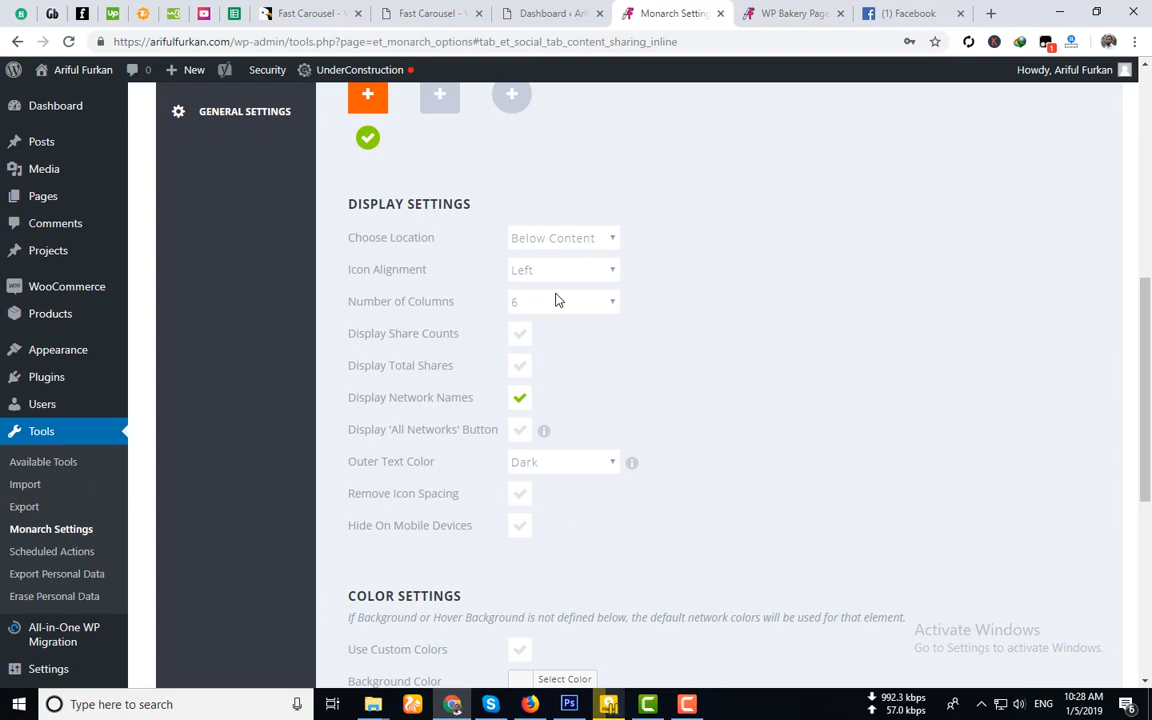 Fast Carousel - V
Fast Carousel - V
Dashboard ‹ Ari
Monarch Setting
WP Bakery Page
(1) Facebook
https://arifulfurkan.com/wp-admin/tools.php?page=et_monarch_options#tab_et_social_tab_content_sharing_inline
Ariful Furkan
New
Security
UnderConstruction
Howdy, Ariful Furkan
Dashboard
Posts
Media
Pages
Comments
Projects
WooCommerce
Products
Appearance
Plugins
Users
Tools
Available Tools
Import
Export
Monarch Settings
Scheduled Actions
Export Personal Data
Erase Personal Data
All-in-One WP
Migration
Settings
GENERAL SETTINGS
DISPLAY SETTINGS
Choose Location Below Content
Icon Alignment Left
Number of Columns 6
Display Share Counts
Display Total Shares
Display Network Names
Display 'All Networks' Button
Outer Text Color Dark
Remove Icon Spacing
Hide On Mobile Devices
COLOR SETTINGS
If Background or Hover Background is not defined below, the default network colors will be used for that element.
Use Custom Colors
Background Color Select Color
Activate Windows
Go to Settings to activate Windows.
Type here to search
992.3 kbps
57.0 kbps
ENG
10:28 AM
1/5/2019
6